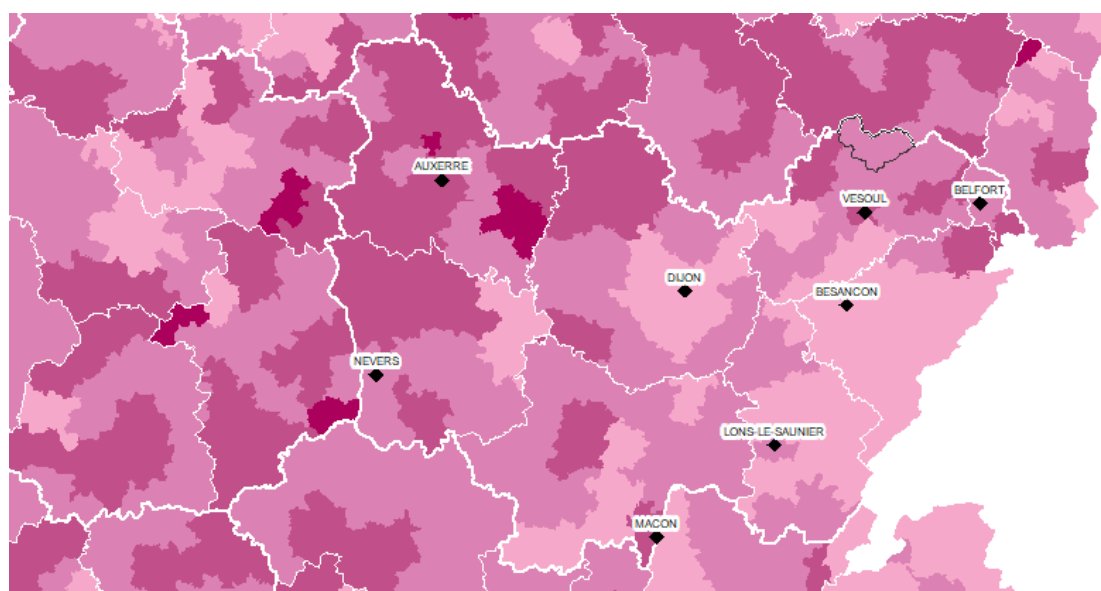 AUXERRE
BELFORT
VESOUL
DIJON
BESANCON
NEVERS
LONS-LE-SAUNIER
MACON